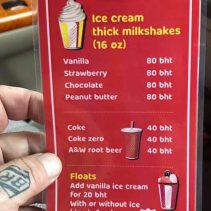 Ice cream
thick milkshakes
(16 oz)
Vanilla 80 bht
Strawberry 80 bht
Chocolate 80 bht
Peanut butter 80 bht
Coke 40 bht
Coke zero 40 bht
A&W root beer 40 bht
Floats
Add vanilla ice cream
For 20 bht
With or without ice